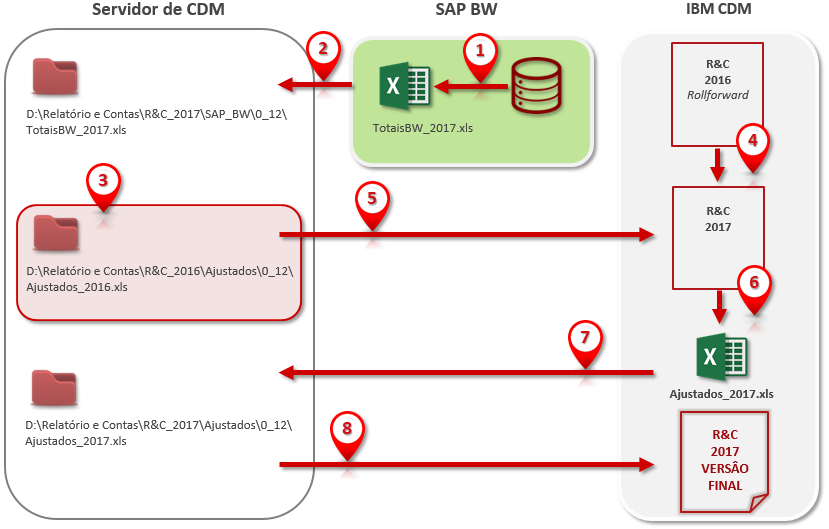 Servidor de CDM
SAP BW
IBM CDM
2
1
R&C
2016
Rollforward
D:\Relatório e Contas\R&C_2017\SAP_BW\0_12\
TotaisBW_2017.xls
TotaisBW_2017.xls
4
3
5
R&C
2017
D:\Relatório e Contas\R&C_2016\Ajustados\0_12\
Ajustados_2016.xls
6
7
Ajustados_2017.xls
D:\Relatório e Contas\R&C_2017\Ajustados\0_12\
Ajustados_2017.xls
8
R&C
2017
VERSÂO
FINAL
X
X